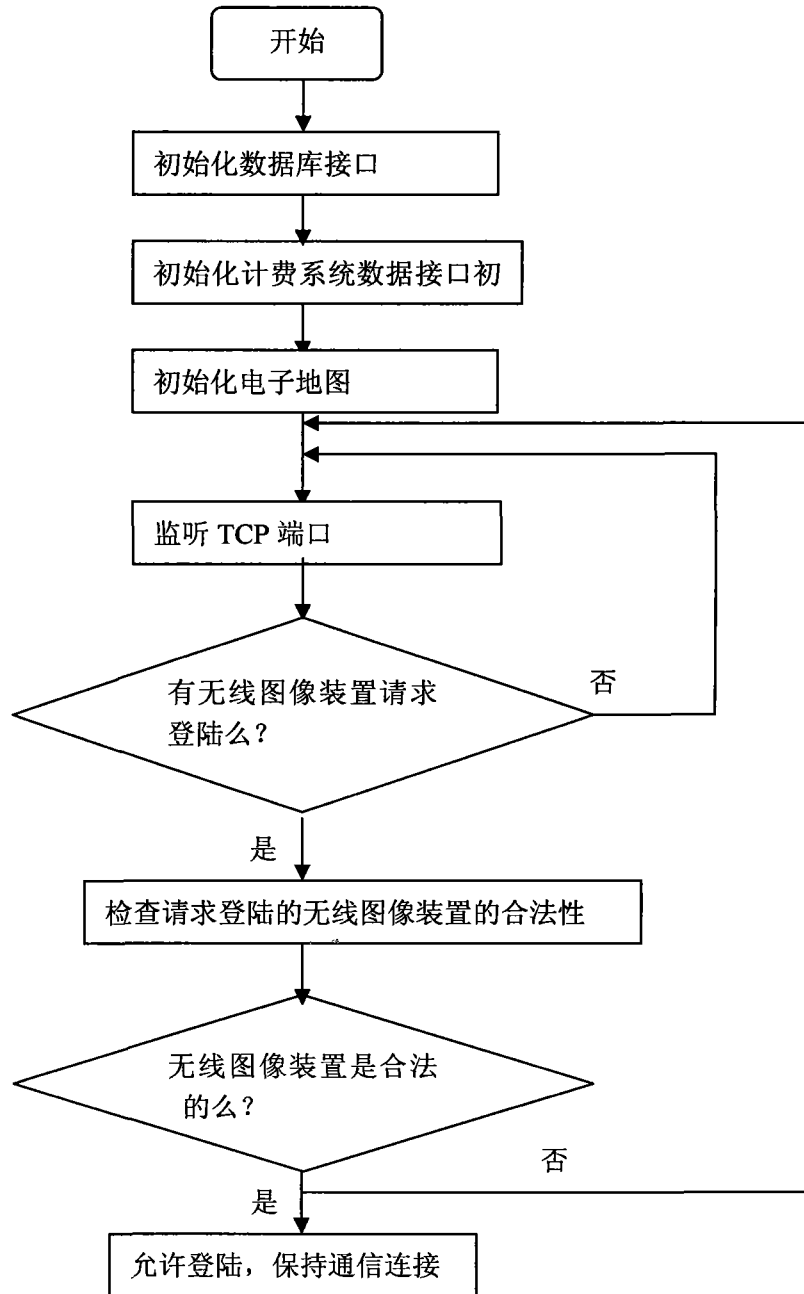 开始
初始化数据库接口
初始化计费系统数据接口初
初始化电子地图
监听 TCP 端口
有无线图像装置请求
登陆么？
否
是
检查请求登陆的无线图像装置的合法性
无线图像装置是合法
的么？
否
是
允许登陆，保持通信连接